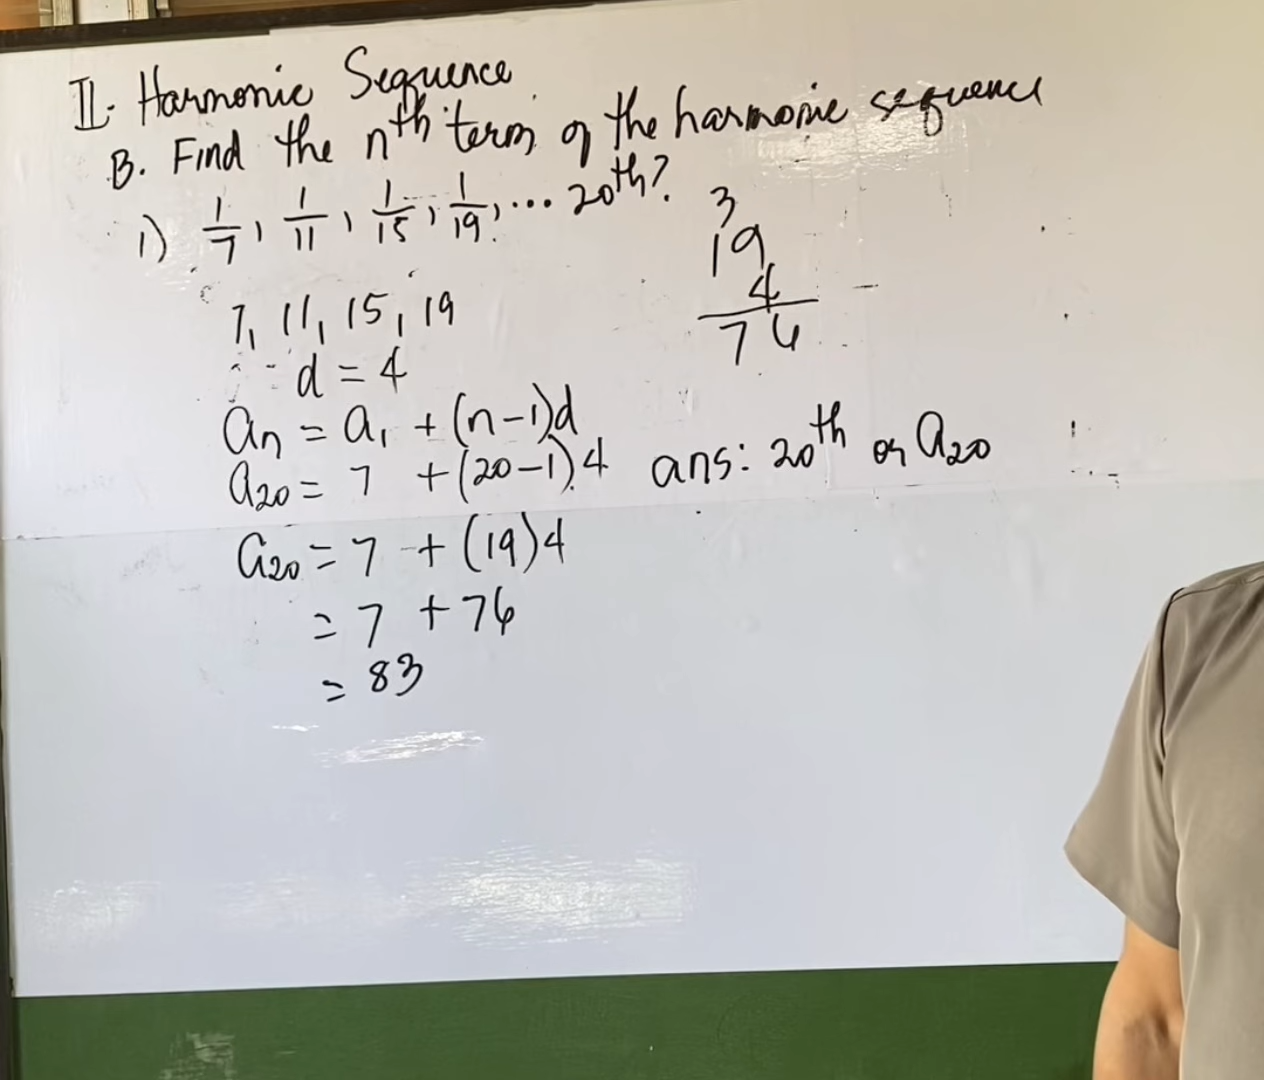 II. Harmonic Sequence
B. Find the nth term of the harmonic sequence
1) 1/7, 1/11, 1/15, 1/19, ... 20th?
7, 11, 15, 19
d = 4
an = a1 + (n-1)d
a20 = 7 + (20-1)4
a20 = 7 + (19)4
= 7 + 76
= 83
3
19
4
76
ans: 20th or a20